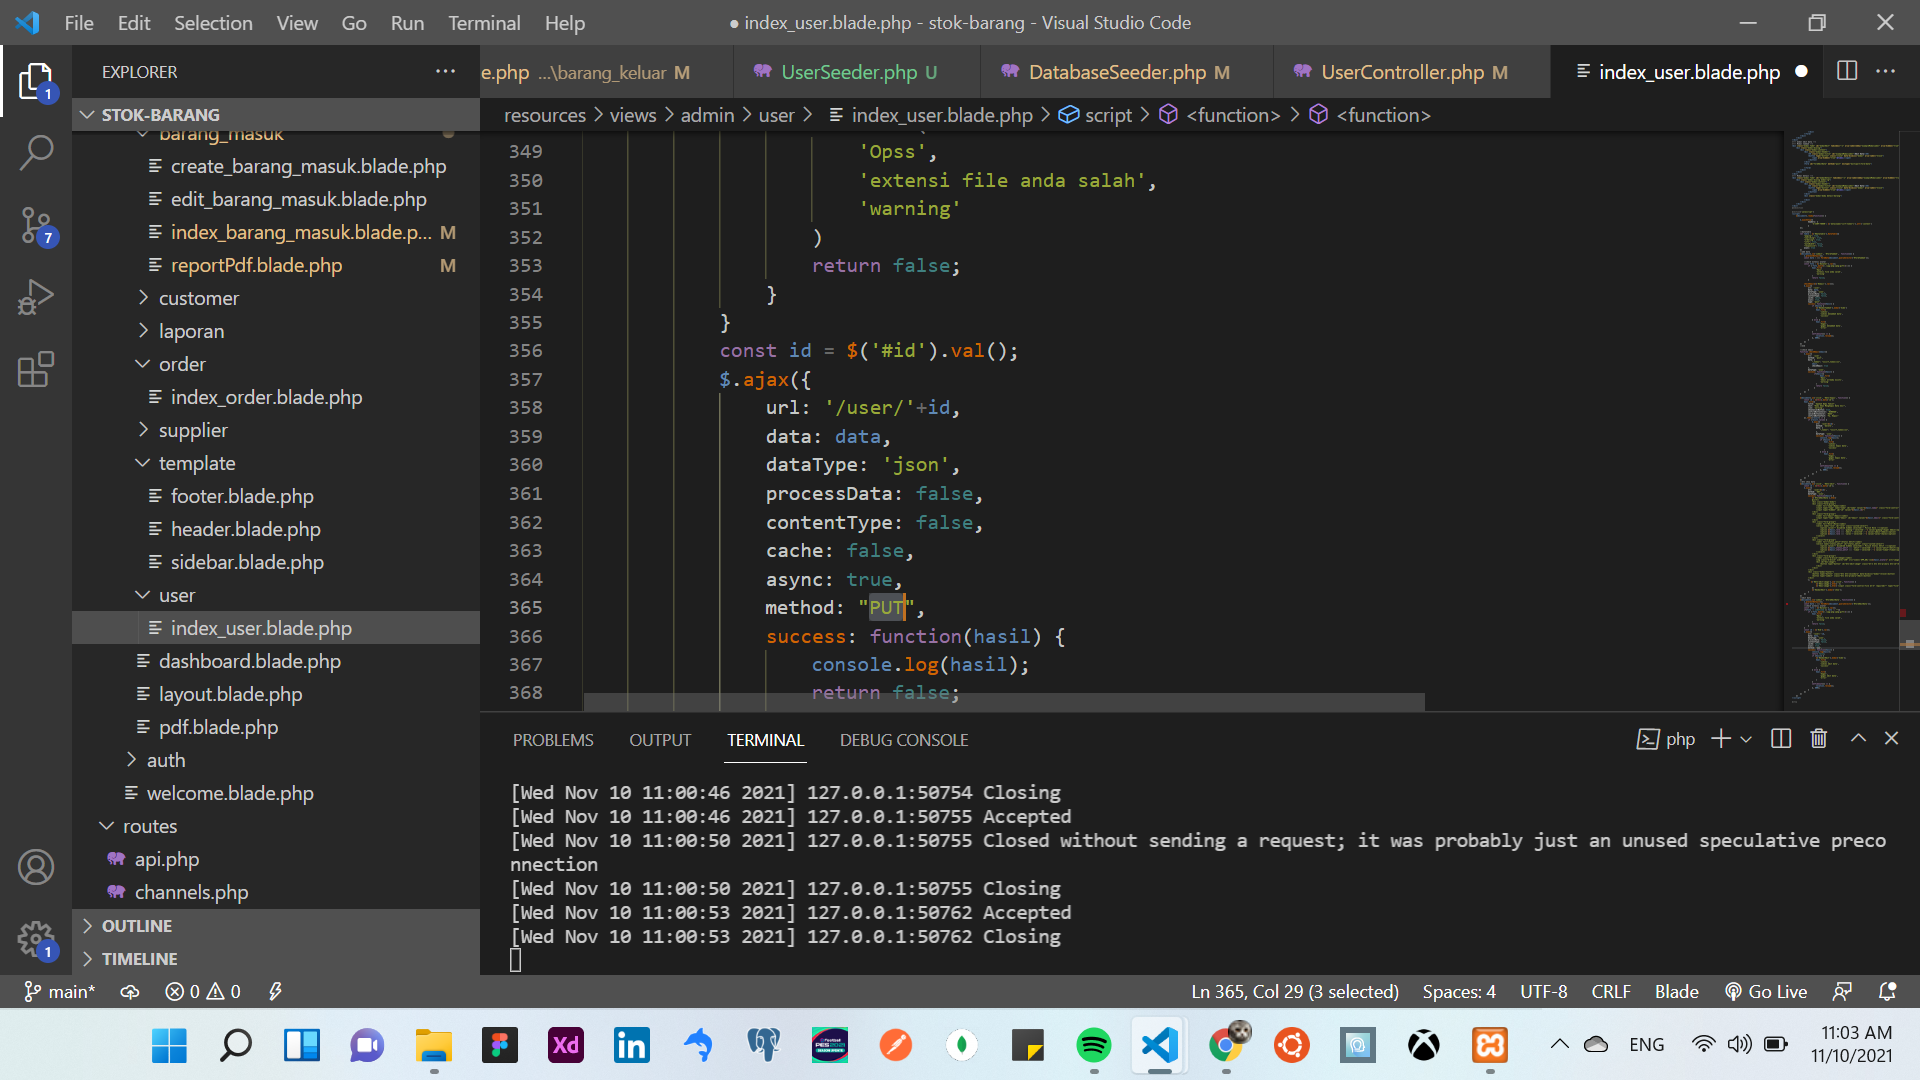 File Edit Selection View Go Run Terminal Help
● index_user.blade.php - stok-barang - Visual Studio Code
EXPLORER
e.php ...\barang_keluar M
UserSeeder.php U
DatabaseSeeder.php M
UserController.php M
index_user.blade.php
resources > views > admin > user > index_user.blade.php > script > <function> > <function>
1
7
1
STOK-BARANG
barang_masuk
create_barang_masuk.blade.php
edit_barang_masuk.blade.php
index_barang_masuk.blade.p... M
reportPdf.blade.php M
customer
laporan
order
index_order.blade.php
supplier
template
footer.blade.php
header.blade.php
sidebar.blade.php
user
index_user.blade.php
dashboard.blade.php
layout.blade.php
pdf.blade.php
auth
welcome.blade.php
routes
api.php
channels.php
OUTLINE
TIMELINE
349 'Opss',
350 'extensi file anda salah',
351 'warning'
352 )
353 return false;
354 }
355 }
356 const id = $('#id').val();
357 $.ajax({
358 url: '/user/'+id,
359 data: data,
360 dataType: 'json',
361 processData: false,
362 contentType: false,
363 cache: false,
364 async: true,
365 method: "PUT",
366 success: function(hasil) {
367 console.log(hasil);
368 return false;
PROBLEMS OUTPUT TERMINAL DEBUG CONSOLE
php
[Wed Nov 10 11:00:46 2021] 127.0.0.1:50754 Closing
[Wed Nov 10 11:00:46 2021] 127.0.0.1:50755 Accepted
[Wed Nov 10 11:00:50 2021] 127.0.0.1:50755 Closed without sending a request; it was probably just an unused speculative preco
nnection
[Wed Nov 10 11:00:50 2021] 127.0.0.1:50755 Closing
[Wed Nov 10 11:00:53 2021] 127.0.0.1:50762 Accepted
[Wed Nov 10 11:00:53 2021] 127.0.0.1:50762 Closing
main* 0 0
Ln 365, Col 29 (3 selected) Spaces: 4 UTF-8 CRLF Blade Go Live
Xd
in
ENG
11:03 AM
11/10/2021